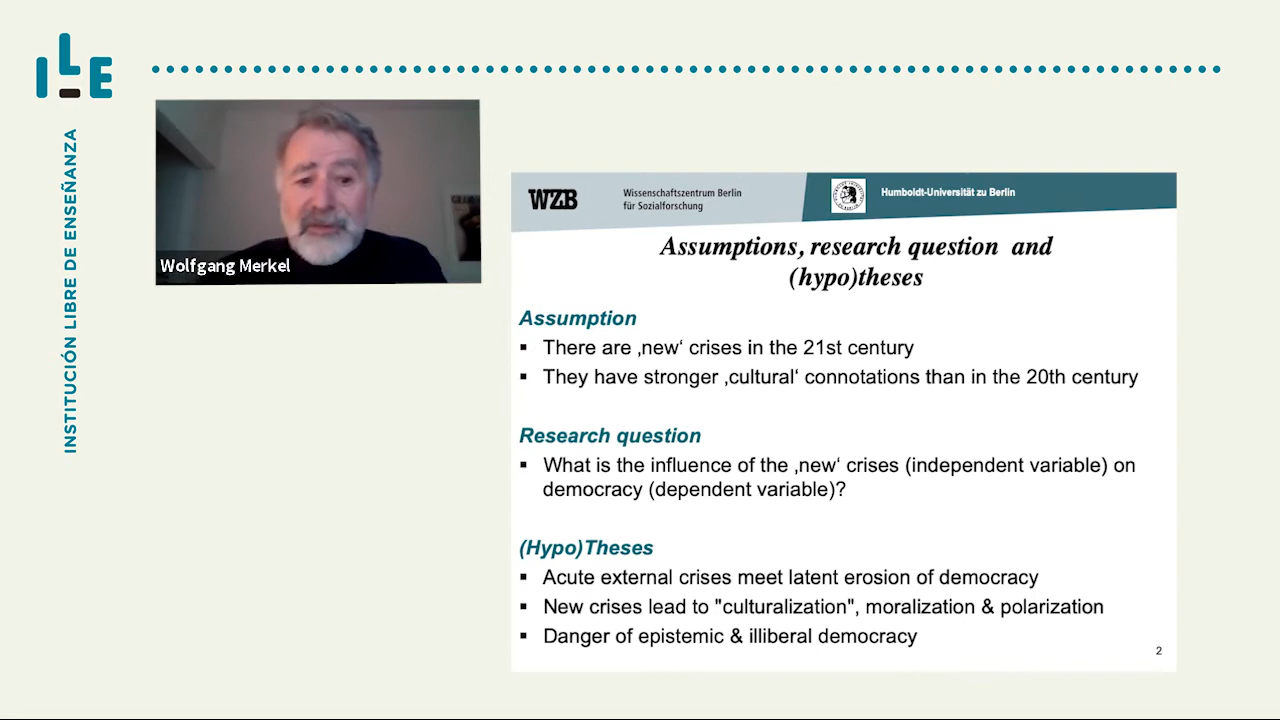 ILE
INSTITUCIÓN LIBRE DE ENSEÑANZA
Wolfgang Merkel
WZB
Wissenschaftszentrum Berlin
für Sozialforschung
Humboldt-Universität zu Berlin
Assumptions, research question and
(hypo)theses
Assumption
▪ There are ‚new‘ crises in the 21st century
▪ They have stronger ‚cultural‘ connotations than in the 20th century
Research question
▪ What is the influence of the ‚new‘ crises (independent variable) on
democracy (dependent variable)?
(Hypo)Theses
▪ Acute external crises meet latent erosion of democracy
▪ New crises lead to "culturalization", moralization & polarization
▪ Danger of epistemic & illiberal democracy
2